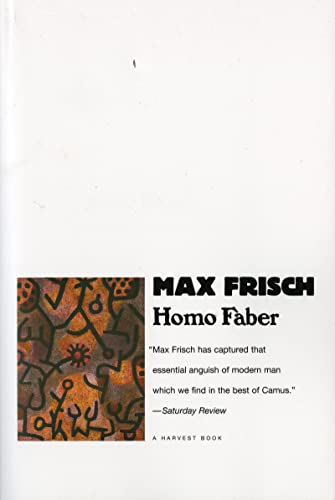 MAX FRISCH
Homo Faber
"Max Frisch has captured that
essential anguish of modern man
which we find in the best of Camus."
—Saturday Review
A HARVEST BOOK